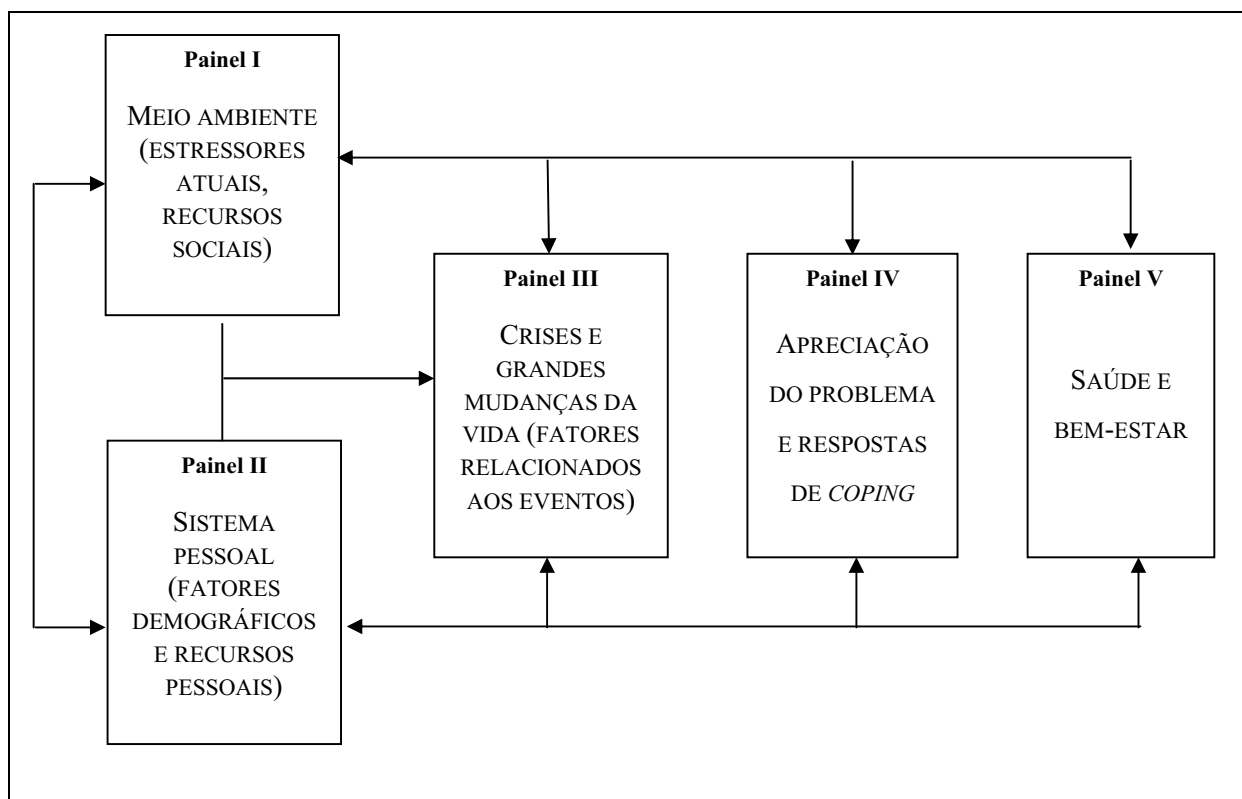 Painel I
MEIO AMBIENTE
(ESTRESSORES
ATUAIS,
RECURSOS
SOCIAIS)
Painel II
SISTEMA
PESSOAL
(FATORES
DEMOGRÁFICOS
E RECURSOS
PESSOAIS)
Painel III
CRISES E
GRANDES
MUDANÇAS DA
VIDA (FATORES
RELACIONADOS
AOS EVENTOS)
Painel IV
APRECIAÇÃO
DO PROBLEMA
E RESPOSTAS
DE COPING
Painel V
SAÚDE E
BEM-ESTAR